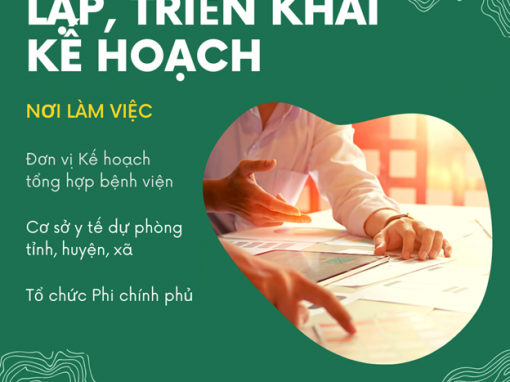 LẬP, TRIỂN KHAI
KẾ HOẠCH
NƠI LÀM VIỆC
Đơn vị Kế hoạch
tổng hợp bệnh viện
Cơ sở y tế dự phòng
tỉnh, huyện, xã
Tổ chức Phi chính phủ